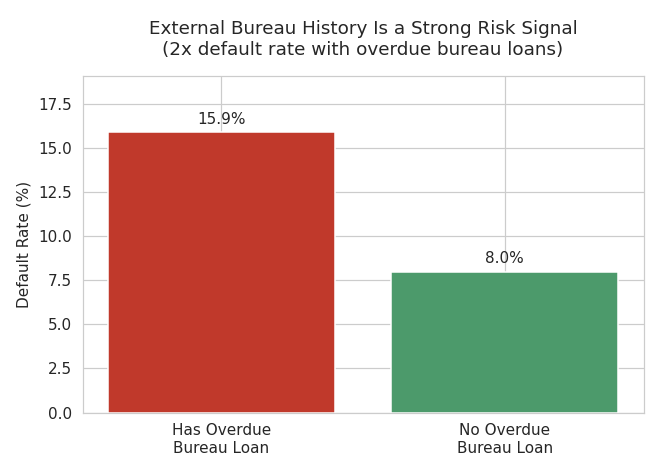 External Bureau History Is a Strong Risk Signal
(2x default rate with overdue bureau loans)
Default Rate (%)
17.5
15.0
12.5
10.0
7.5
5.0
2.5
0.0
15.9%
8.0%
Has Overdue
Bureau Loan
No Overdue
Bureau Loan